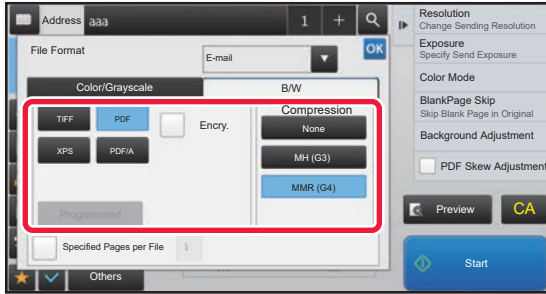 Address aaa 1 +
File Format
E-mail
OK
Color/Grayscale
B/W
TIFF
PDF
Encry.
XPS
PDF/A
Programmed
Compression
None
MH (G3)
MMR (G4)
Specified Pages per File 1
Others
Resolution
Change Sending Resolution
Exposure
Specify Send Exposure
Color Mode
BlankPage Skip
Skip Blank Page in Original
Background Adjustment
PDF Skew Adjustment
Preview
CA
Start